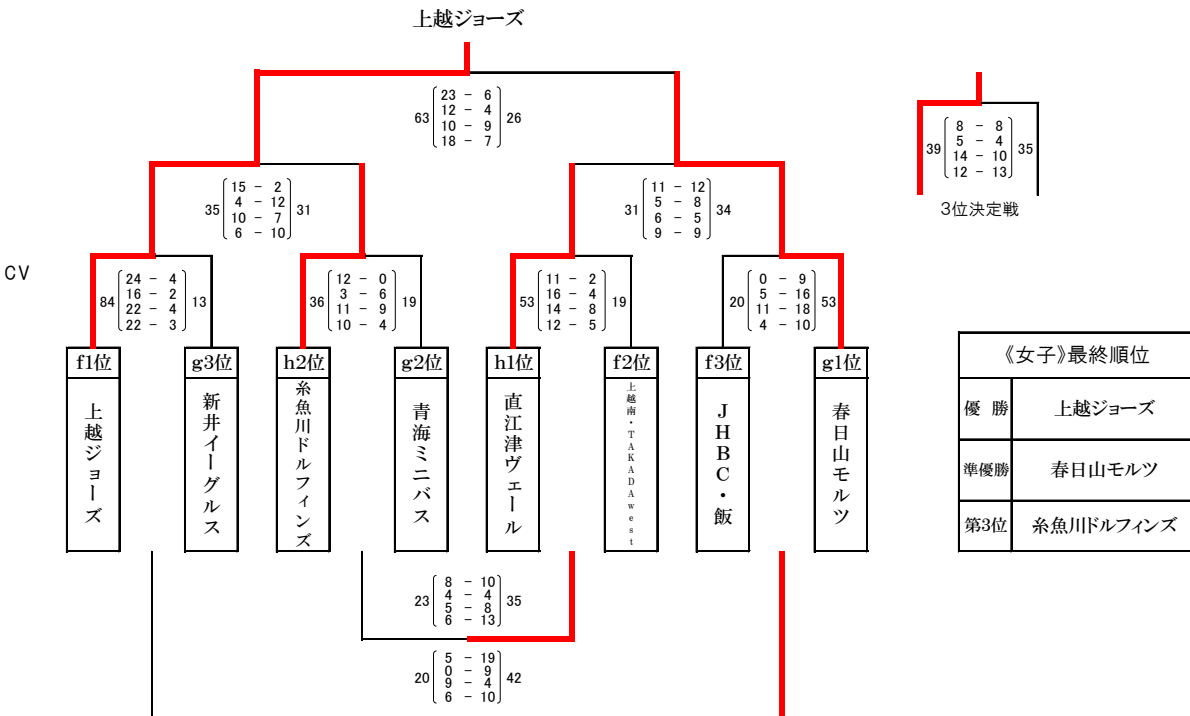 上越ジョーズ
63 23 - 6 26
12 - 4
10 - 9
18 - 7
39 8 - 8 35
5 - 4
14 - 10
12 - 13
3位決定戦
35 15 - 2 31
4 - 12
10 - 7
6 - 10
31 11 - 12 34
5 - 8
6 - 5
9 - 9
CV
84 24 - 4 13
16 - 2
22 - 4
22 - 3
36 12 - 0 19
3 - 6
11 - 9
10 - 4
53 11 - 2 19
16 - 4
14 - 8
12 - 5
20 0 - 9 53
5 - 16
11 - 18
4 - 10
f1位
g3位
h2位
g2位
h1位
f2位
f3位
g1位
上越ジョーズ
新井イーグルス
糸魚川ドルフィンズ
青海ミニバス
直江津ヴェール
上越南・TAKADAwest
JHBC・飯
春日山モルツ
《女子》最終順位
優 勝 上越ジョーズ
準優勝 春日山モルツ
第3位 糸魚川ドルフィンズ
23 8 - 10 35
4 - 4
5 - 8
6 - 13
20 5 - 19 42
0 - 9
9 - 4
6 - 10